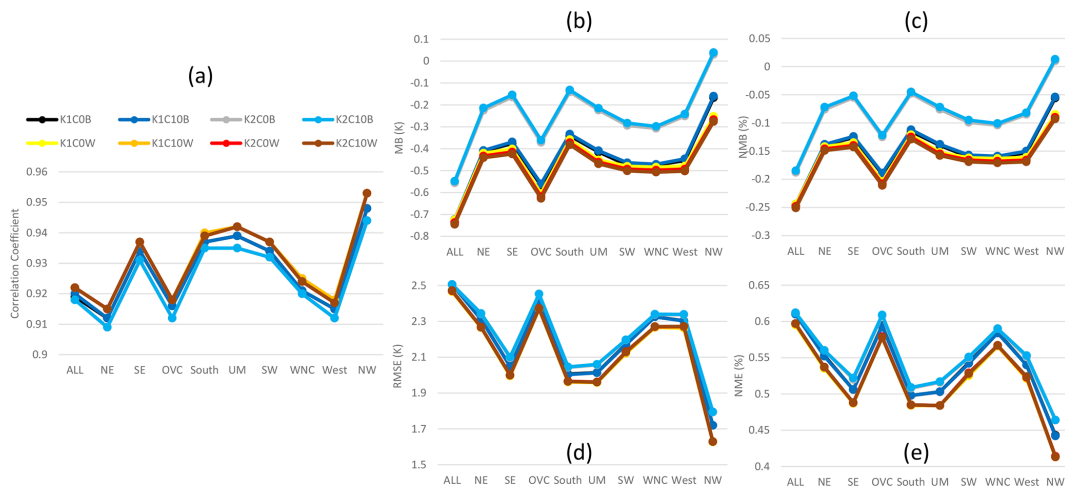 (a)
K1C0B K1C10B K2C0B K2C10B
K1C0W K1C10W K2C0W K2C10W
Correlation Coefficient
0.96
0.95
0.94
0.93
0.92
0.91
0.9
ALL NE SE OVC South UM SW WNC West NW
(b)
MB (K)
0.1
0
-0.1
-0.2
-0.3
-0.4
-0.5
-0.6
-0.7
-0.8
ALL NE SE OVC South UM SW WNC West NW
(c)
NMB (%)
0.05
0
-0.05
-0.1
-0.15
-0.2
-0.25
-0.3
ALL NE SE OVC South UM SW WNC West NW
RMSE (K)
2.5
2.3
2.1
1.9
1.7
1.5
(d)
ALL NE SE OVC South UM SW WNC West NW
NME (%)
0.65
0.6
0.55
0.5
0.45
0.4
(e)
ALL NE SE OVC South UM SW WNC West NW